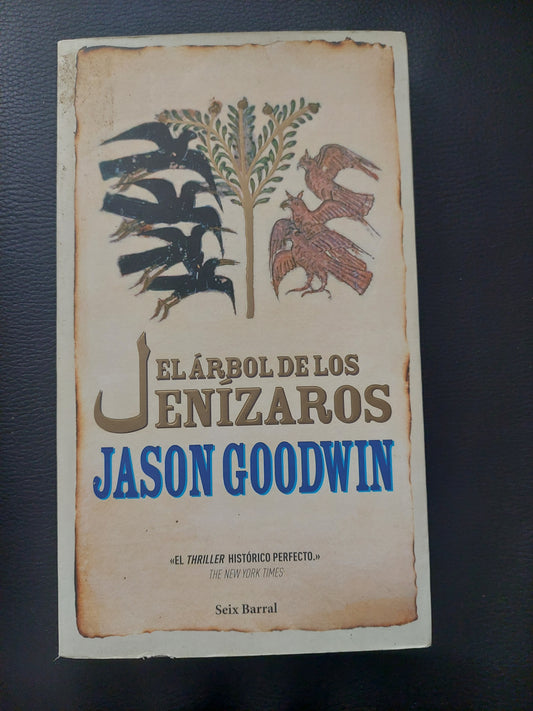 EL ÁRBOL DE LOS
JENÍZAROS
JASON GOODWIN
«EL THRILLER HISTÓRICO PERFECTO.»
THE NEW YORK TIMES
Seix Barral